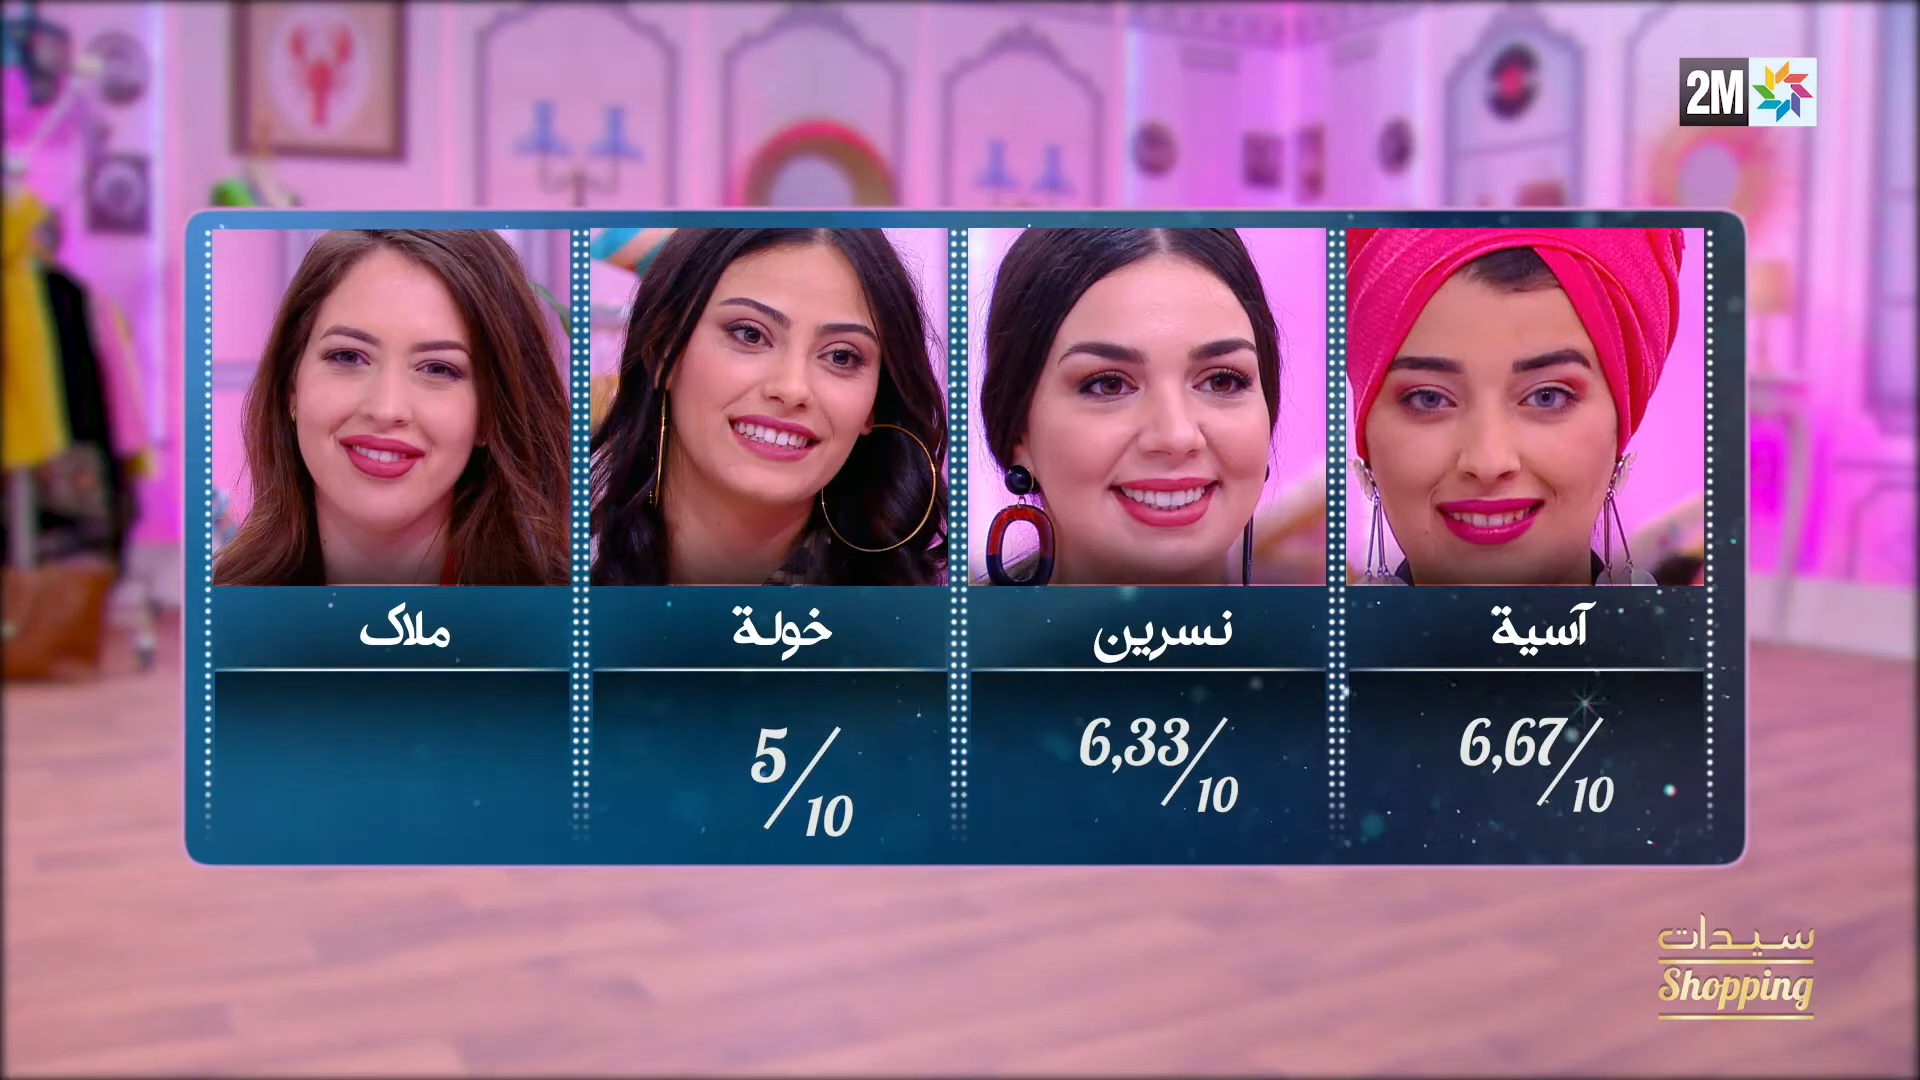 2M
آسية
نسرين
خولة
ملاك
6,67/10
6,33/10
5/10
سيدات
Shopping